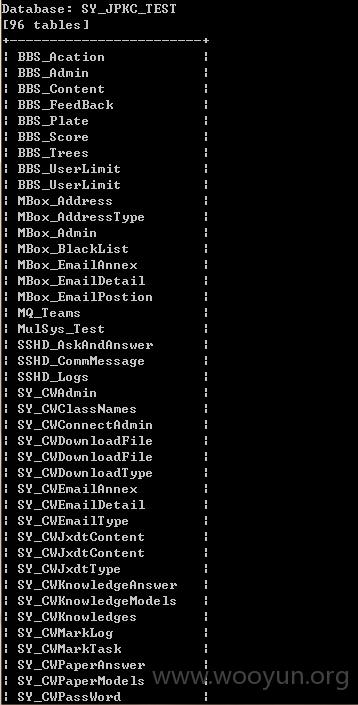 Database: SY_JPKC_TEST
[96 tables]
+--------------------------+
¦ BBS_Acation ¦
¦ BBS_Admin ¦
¦ BBS_Content ¦
¦ BBS_FeedBack ¦
¦ BBS_Plate ¦
¦ BBS_Score ¦
¦ BBS_Trees ¦
¦ BBS_UserLimit ¦
¦ BBS_UserLimit ¦
¦ MBox_Address ¦
¦ MBox_AddressType ¦
¦ MBox_Admin ¦
¦ MBox_BlackList ¦
¦ MBox_EmailAnnex ¦
¦ MBox_EmailDetail ¦
¦ MBox_EmailPostion ¦
¦ MQ_Teams ¦
¦ MulSys_Test ¦
¦ SSHD_AskAndAnswer ¦
¦ SSHD_CommMessage ¦
¦ SSHD_Logs ¦
¦ SY_CWAdmin ¦
¦ SY_CWClassNames ¦
¦ SY_CWConnectAdmin ¦
¦ SY_CWDownloadFile ¦
¦ SY_CWDownloadFile ¦
¦ SY_CWDownloadType ¦
¦ SY_CWEmailAnnex ¦
¦ SY_CWEmailDetail ¦
¦ SY_CWEmailType ¦
¦ SY_CWJxdtContent ¦
¦ SY_CWJxdtContent ¦
¦ SY_CWJxdtType ¦
¦ SY_CWKnowledgeAnswer ¦
¦ SY_CWKnowledgeModels ¦
¦ SY_CWKnowledges ¦
¦ SY_CWMarkLog ¦
¦ SY_CWMarkTask ¦
¦ SY_CWPaperAnswer ¦
¦ SY_CWPaperModels ¦
¦ SY_CWPassWord ¦
www.wooyun.org